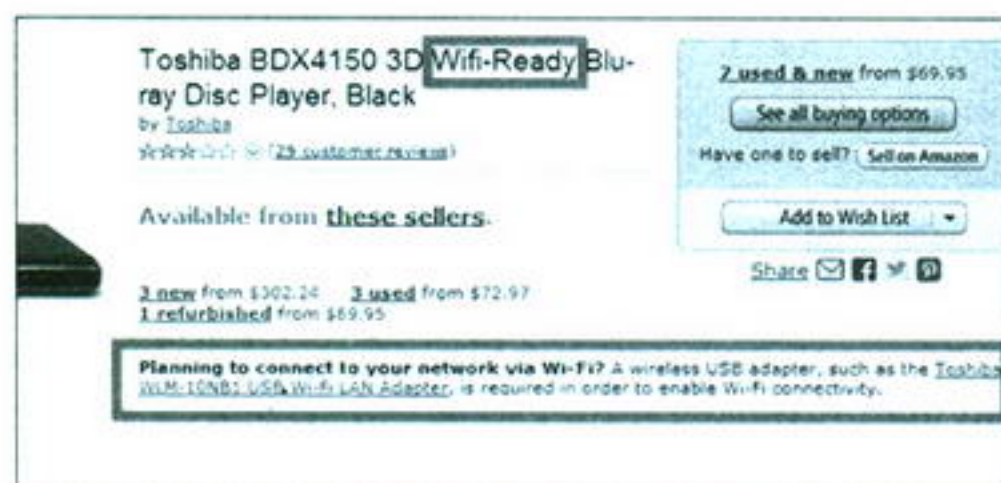 Toshiba BDX4150 3D Wifi-Ready Blu-
ray Disc Player, Black
by Toshiba
(29 customer reviews)
Available from these sellers.
3 new from $302.24 3 used from $72.97
1 refurbished from $69.95
Planning to connect to your network via Wi-Fi? A wireless USB adapter, such as the Toshiba
WLM-10NB1 USB Wi-Fi LAN Adapter, is required in order to enable Wi-Fi connectivity.
7 used & new from $69.95
See all buying options
Have one to sell? Sell on Amazon
Add to Wish List
Share